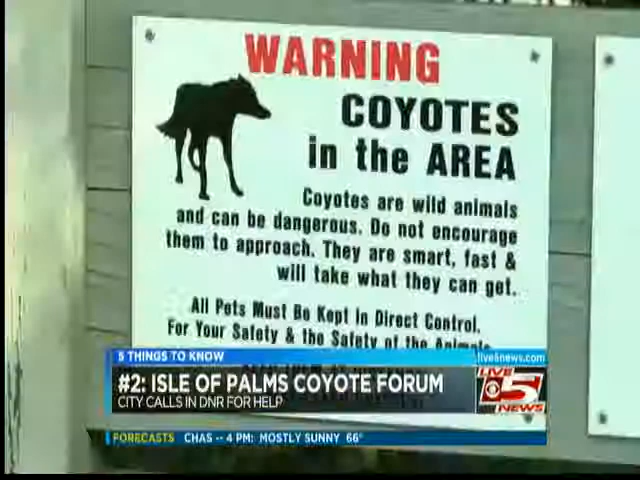 WARNING
COYOTES
in the AREA
Coyotes are wild animals
and can be dangerous. Do not encourage
them to approach. They are smart, fast &
will take what they can get.
All Pets Must Be Kept in Direct Control.
For Your Safety & the Safety of the Animals
5 THINGS TO KNOW
live5news.com
#2: ISLE OF PALMS COYOTE FORUM
CITY CALLS IN DNR FOR HELP
LIVE
5
NEWS
FORECASTS CHAS -- 4 PM: MOSTLY SUNNY 66°